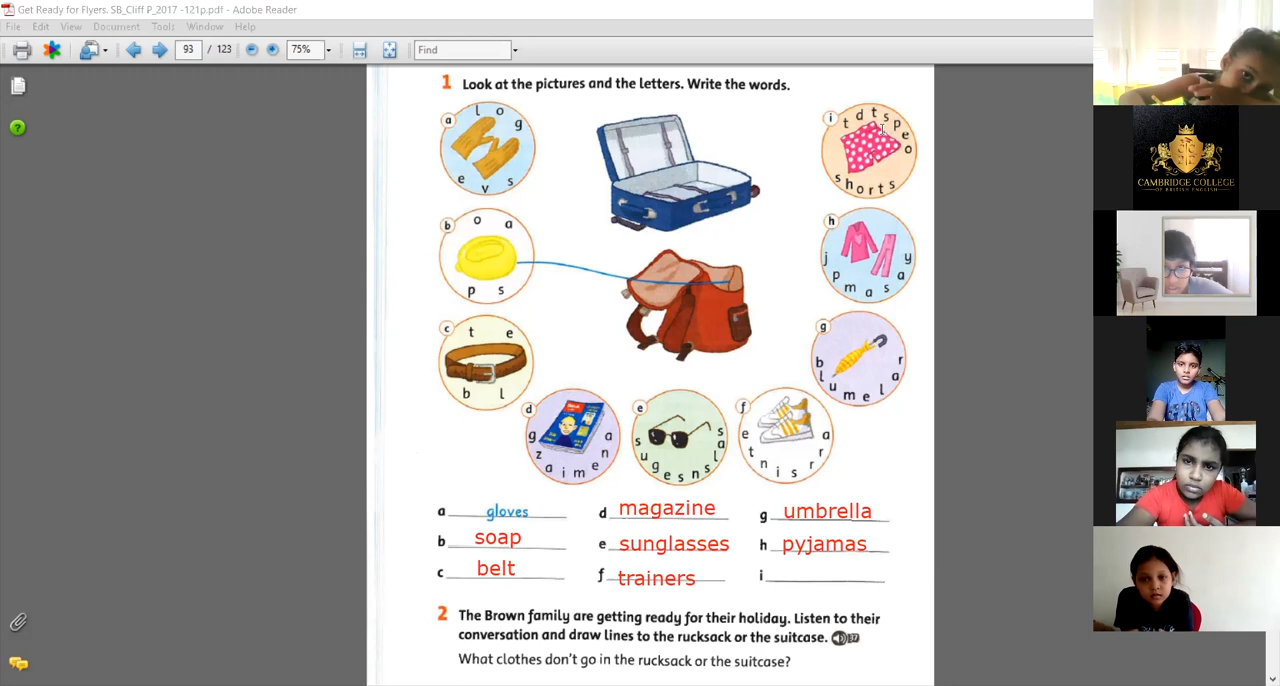 Get Ready for Flyers. SB_Cliff P_2017 -121p.pdf - Adobe Reader
File Edit View Document Tools Window Help
93 / 123 75% Find
1 Look at the pictures and the letters. Write the words.
a l o g e v s
i t d t s p e o s h o r t s
b o a p s
h j y p a m a s
c t e b l
g b r l a u m e l
d g a z n a i m e
e s s u a g l e s n s
f e a t r n i s r
CAMBRIDGE COLLEGE
OF BRITISH ENGLISH
a gloves d magazine g umbrella
b soap e sunglasses h pyjamas
c belt f trainers i
2 The Brown family are getting ready for their holiday. Listen to their
conversation and draw lines to the rucksack or the suitcase. 37
What clothes don't go in the rucksack or the suitcase?